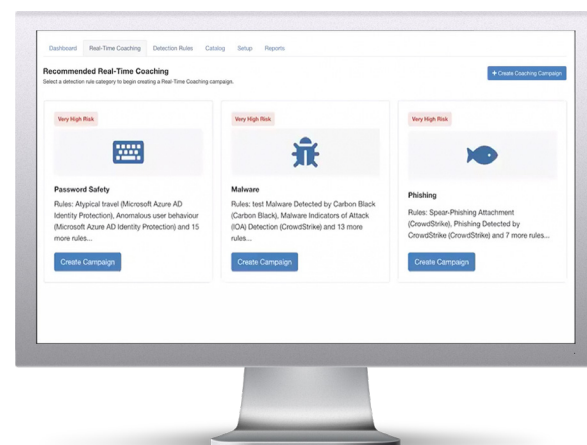 Dashboard Real-Time Coaching Detection Rules Catalog Setup Reports
Recommended Real-Time Coaching
Select a detection rule category to begin creating a Real-Time Coaching campaign.
+ Create Coaching Campaign
Very High Risk
Password Safety
Rules: Atypical travel (Microsoft Azure AD
Identity Protection), Anomalous user behaviour
(Microsoft Azure AD Identity Protection) and 15
more rules...
Create Campaign
Very High Risk
Malware
Rules: test Malware Detected by Carbon Black
(Carbon Black), Malware Indicators of Attack
(IOA) Detection (CrowdStrike) and 13 more
rules...
Create Campaign
Very High Risk
Phishing
Rules: Spear-Phishing Attachment
(CrowdStrike), Phishing Detected by
CrowdStrike (CrowdStrike) and 7 more rules...
Create Campaign